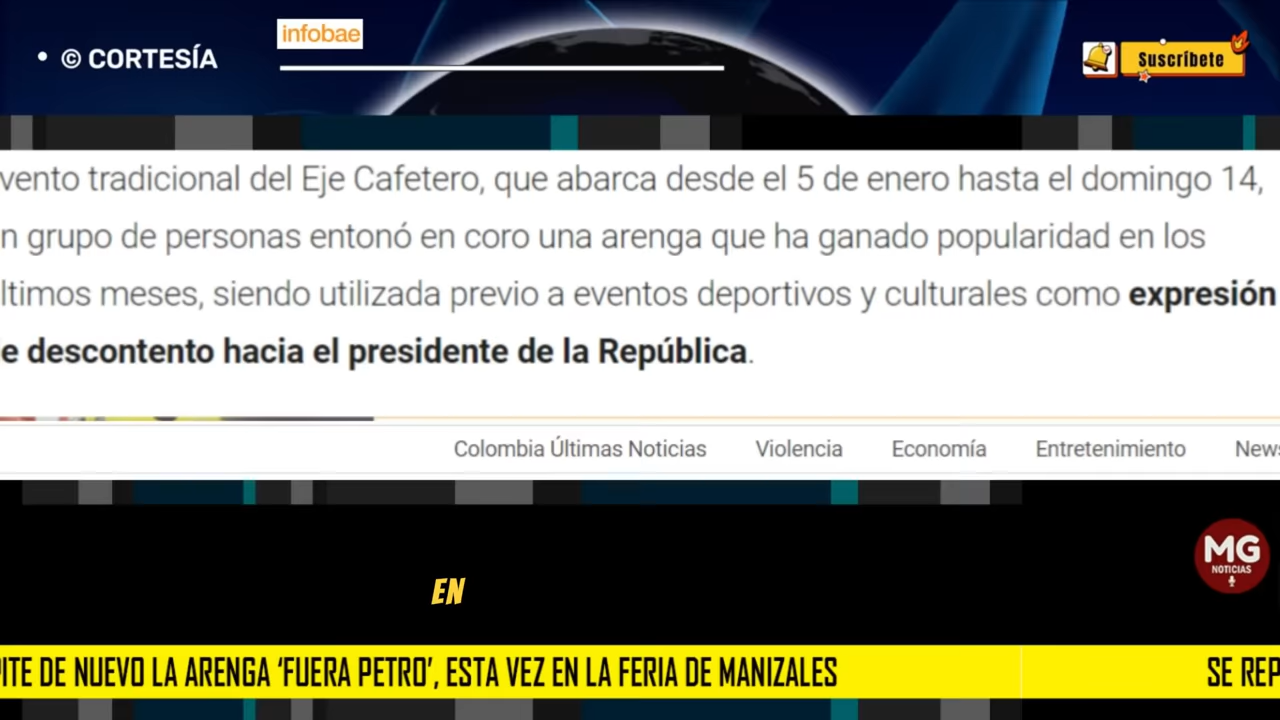 infobae
• © CORTESÍA
Suscríbete
vento tradicional del Eje Cafetero, que abarca desde el 5 de enero hasta el domingo 14,
n grupo de personas entonó en coro una arenga que ha ganado popularidad en los
ltimos meses, siendo utilizada previo a eventos deportivos y culturales como expresión
e descontento hacia el presidente de la República.
Colombia Últimas Noticias Violencia Economía Entretenimiento News
MG
NOTICIAS
EN
PITE DE NUEVO LA ARENGA ‘FUERA PETRO’, ESTA VEZ EN LA FERIA DE MANIZALES SE REP